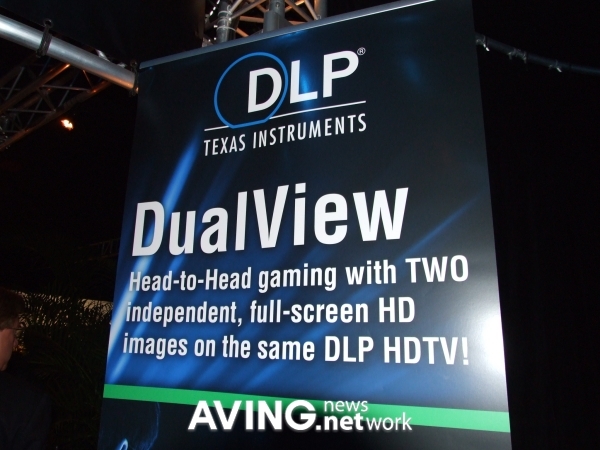 DLP®
TEXAS INSTRUMENTS
DualView
Head-to-Head gaming with TWO
independent, full-screen HD
images on the same DLP HDTV!
AVING.news
.network